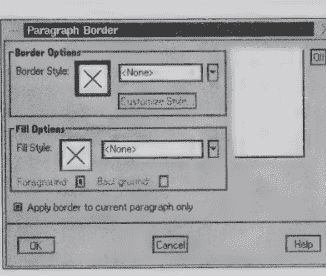 Paragraph Border
Border Options
Border Style:
<None>
Customize Style...
Fill Options
Fill Style:
<None>
Foreground: Background:
Apply border to current paragraph only
OK Cancel Help